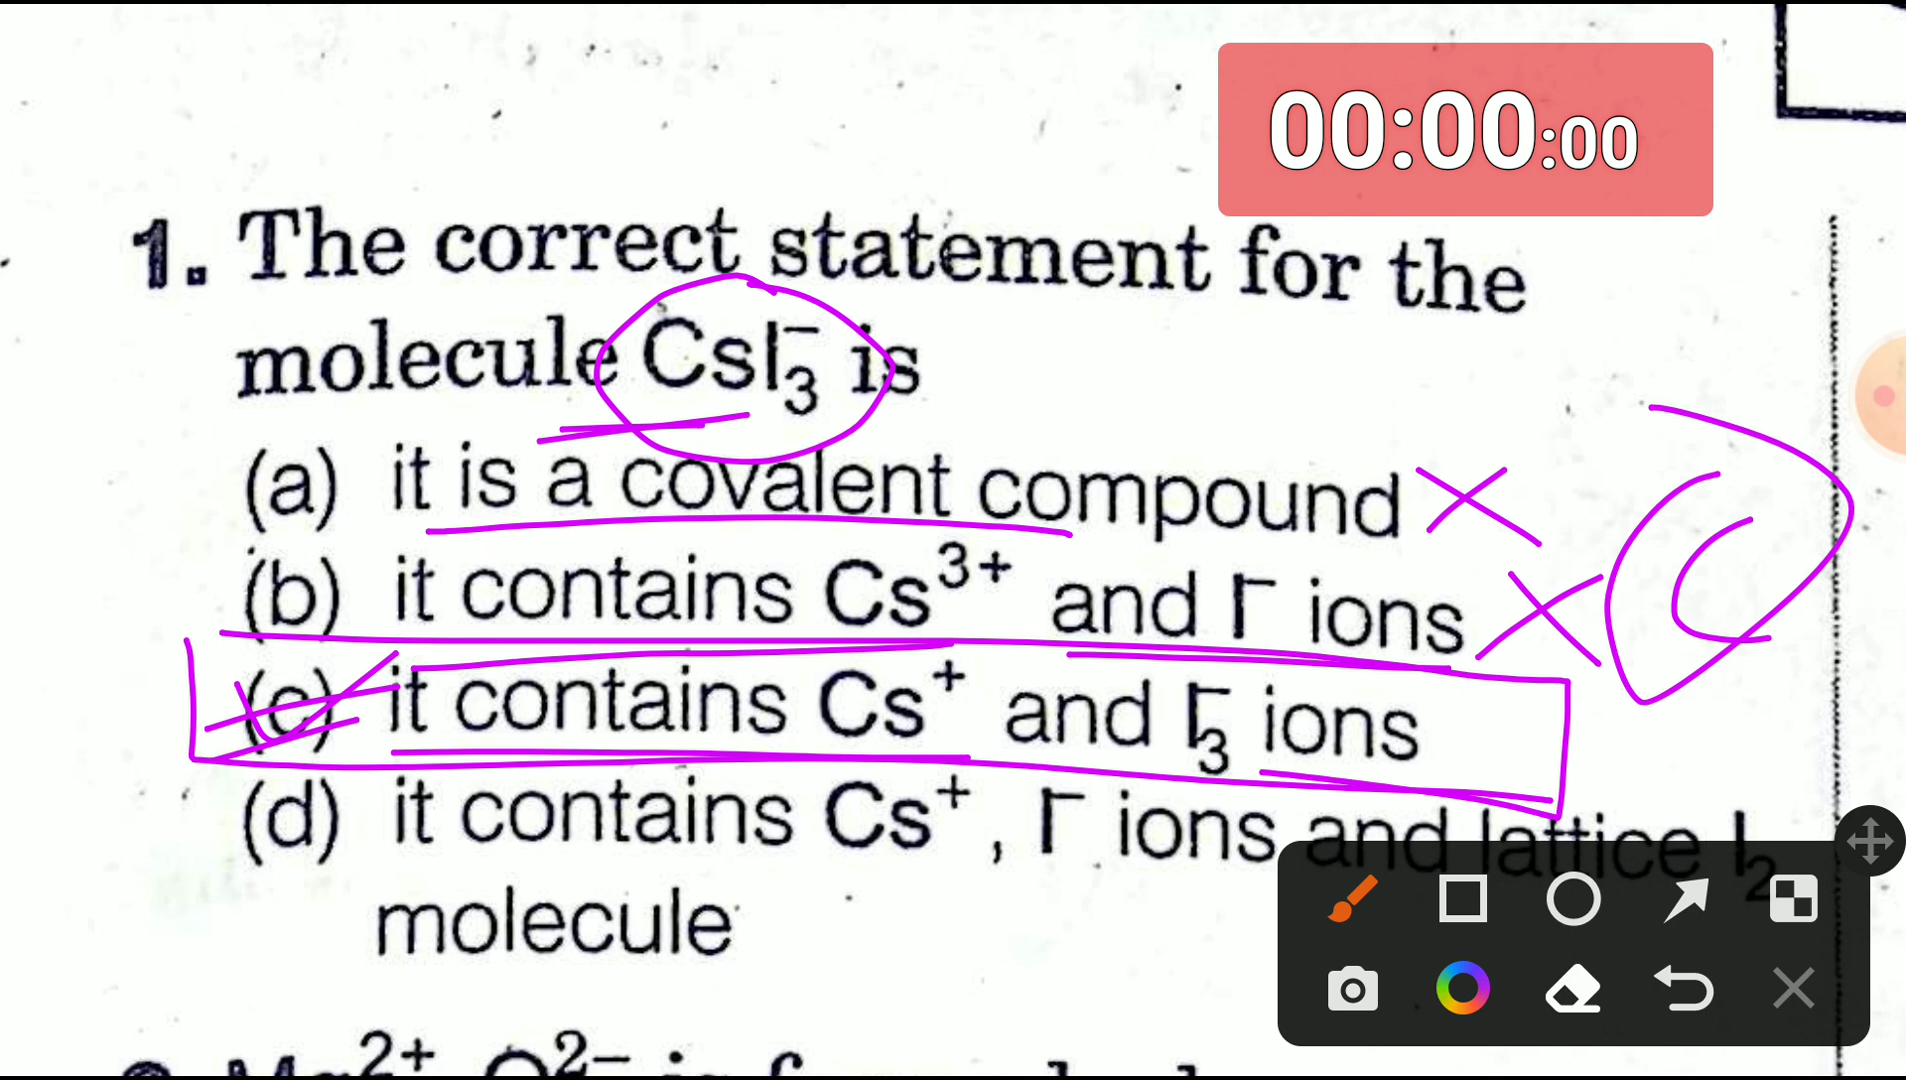 00:00:00
1. The correct statement for the
molecule CsI₃⁻ is
(a) it is a covalent compound
(b) it contains Cs³⁺ and I⁻ ions
(c) it contains Cs⁺ and I₃⁻ ions
(d) it contains Cs⁺, I⁻ ions and lattice I₂
molecule
C